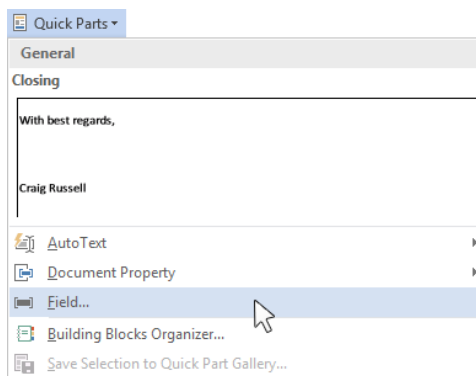 Quick Parts
General
Closing
With best regards,
Craig Russell
AutoText
Document Property
Field...
Building Blocks Organizer...
Save Selection to Quick Part Gallery...